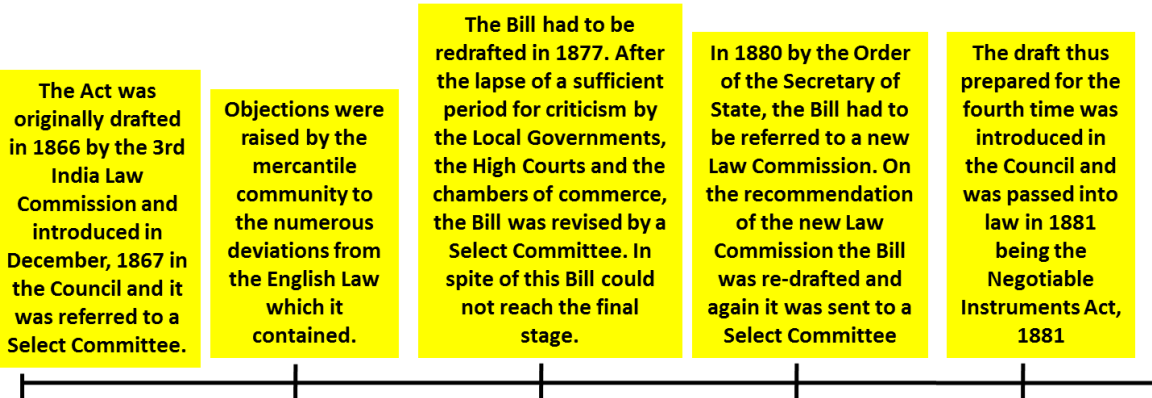 The Act was
originally drafted
in 1866 by the 3rd
India Law
Commission and
introduced in
December, 1867 in
the Council and it
was referred to a
Select Committee.
Objections were
raised by the
mercantile
community to
the numerous
deviations from
the English Law
which it
contained.
The Bill had to be
redrafted in 1877. After
the lapse of a sufficient
period for criticism by
the Local Governments,
the High Courts and the
chambers of commerce,
the Bill was revised by a
Select Committee. In
spite of this Bill could
not reach the final
stage.
In 1880 by the Order
of the Secretary of
State, the Bill had to
be referred to a new
Law Commission. On
the recommendation
of the new Law
Commission the Bill
was re-drafted and
again it was sent to a
Select Committee
The draft thus
prepared for the
fourth time was
introduced in
the Council and
was passed into
law in 1881
being the
Negotiable
Instruments Act,
1881